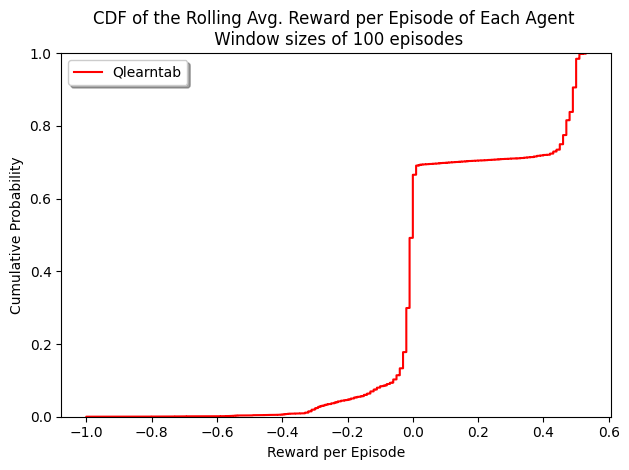 CDF of the Rolling Avg. Reward per Episode of Each Agent
Window sizes of 100 episodes
Qlearntab
1.0
0.8
0.6
0.4
0.2
0.0
Cumulative Probability
−1.0 −0.8 −0.6 −0.4 −0.2 0.0 0.2 0.4 0.6
Reward per Episode